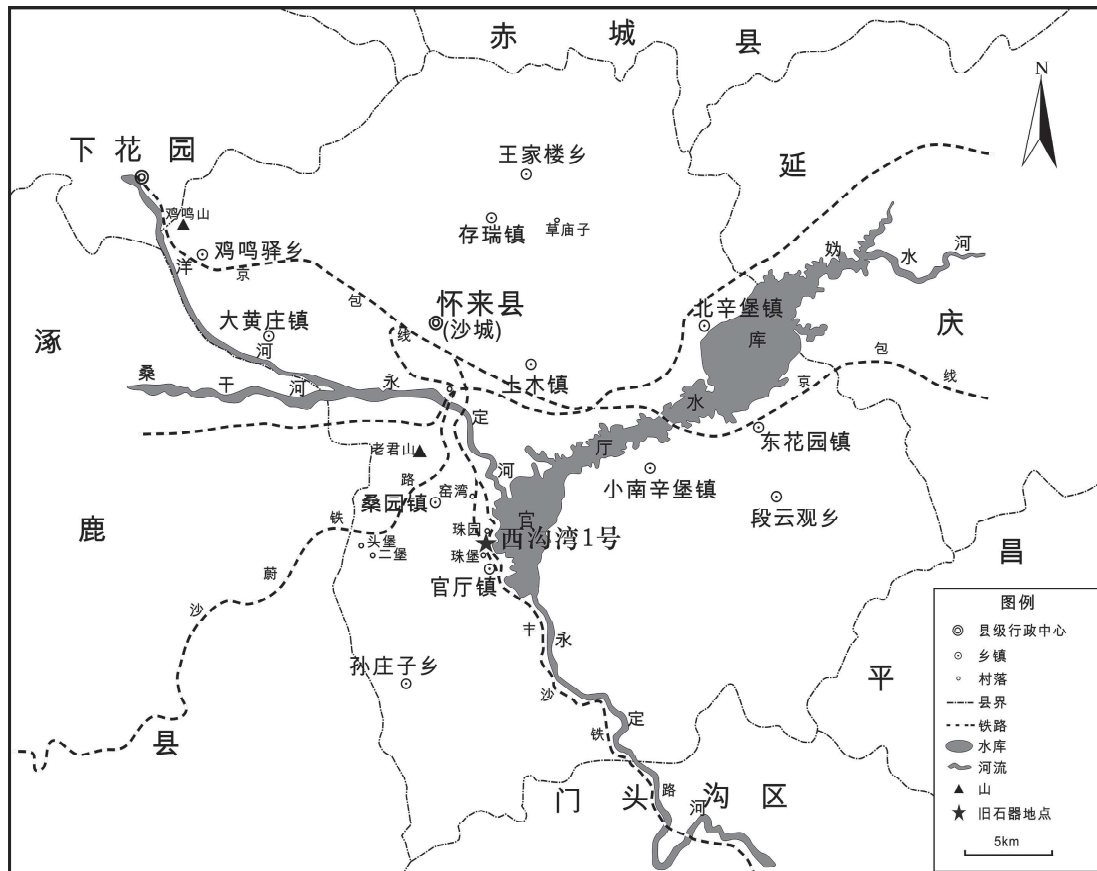 赤城县
N
下花园
王家楼乡
延
鸡鸣山
存瑞镇
草庙子
妫水河
鸡鸣驿乡
洋
京
包
大黄庄镇
怀来县
(沙城)
线
北辛堡镇
库
庆
涿
河
桑干河
永
土木镇
水
京
包
线
定
东花园镇
老君山
河
厅
小南辛堡镇
路
窑湾
桑园镇
段云观乡
官
铁
鹿
珠园
西沟湾1号
头堡
二堡
珠堡
昌
官厅镇
蔚
沙
图例
县级行政中心
丰
永
乡镇
孙庄子乡
村落
平
沙
县界
定
铁路
铁
县
水库
河流
路
门头沟区
河
山
旧石器地点
5km